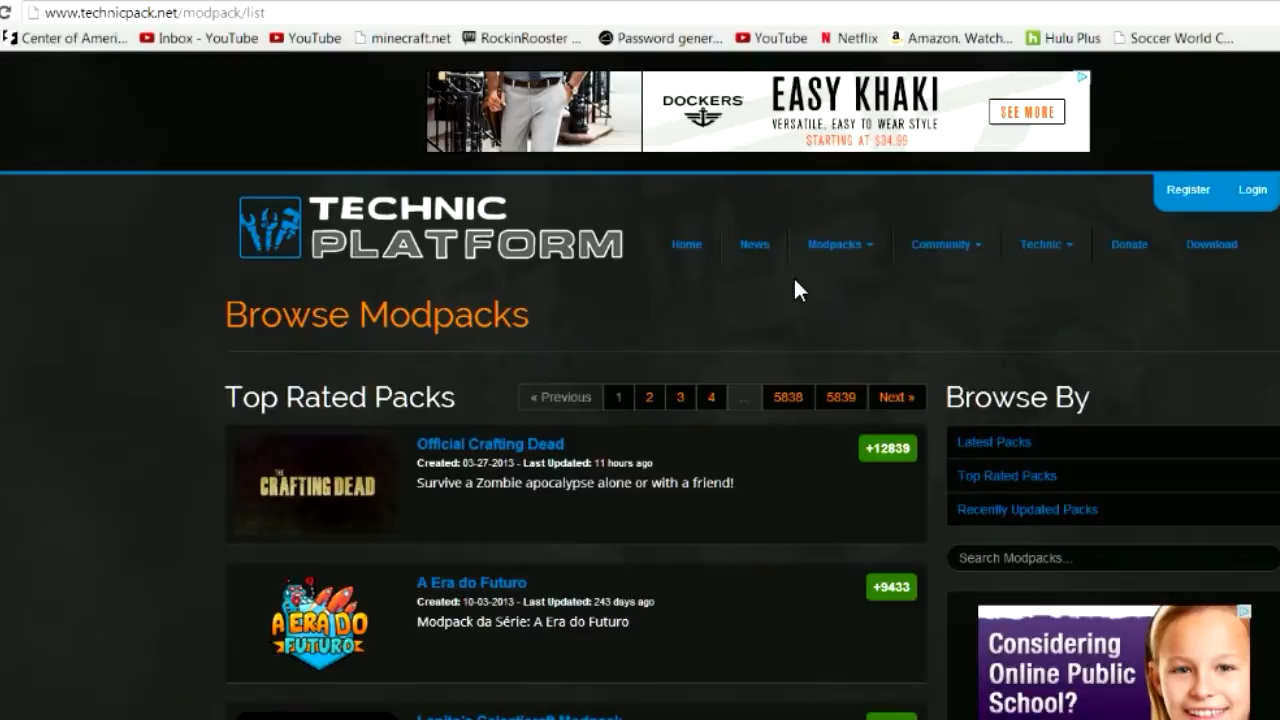 www.technicpack.net/modpack/list
Center of Ameri... Inbox - YouTube YouTube minecraft.net RockinRooster ... Password gener... YouTube Netflix Amazon. Watch... Hulu Plus Soccer World C...
DOCKERS
EASY KHAKI
VERSATILE, EASY TO WEAR STYLE
STARTING AT $34.99
SEE MORE
Register Login
TECHNIC
PLATFORM
Home News Modpacks Community Technic Donate Download
Browse Modpacks
Top Rated Packs
« Previous 1 2 3 4 ... 5838 5839 Next »
Official Crafting Dead
Created: 03-27-2013 - Last Updated: 11 hours ago
Survive a Zombie apocalypse alone or with a friend!
+12839
THE
CRAFTING DEAD
A Era do Futuro
Created: 10-03-2013 - Last Updated: 243 days ago
Modpack da Série: A Era do Futuro
+9433
A ERA DO
FUTURO
Browse By
Latest Packs
Top Rated Packs
Recently Updated Packs
Search Modpacks...
Considering
Online Public
School?